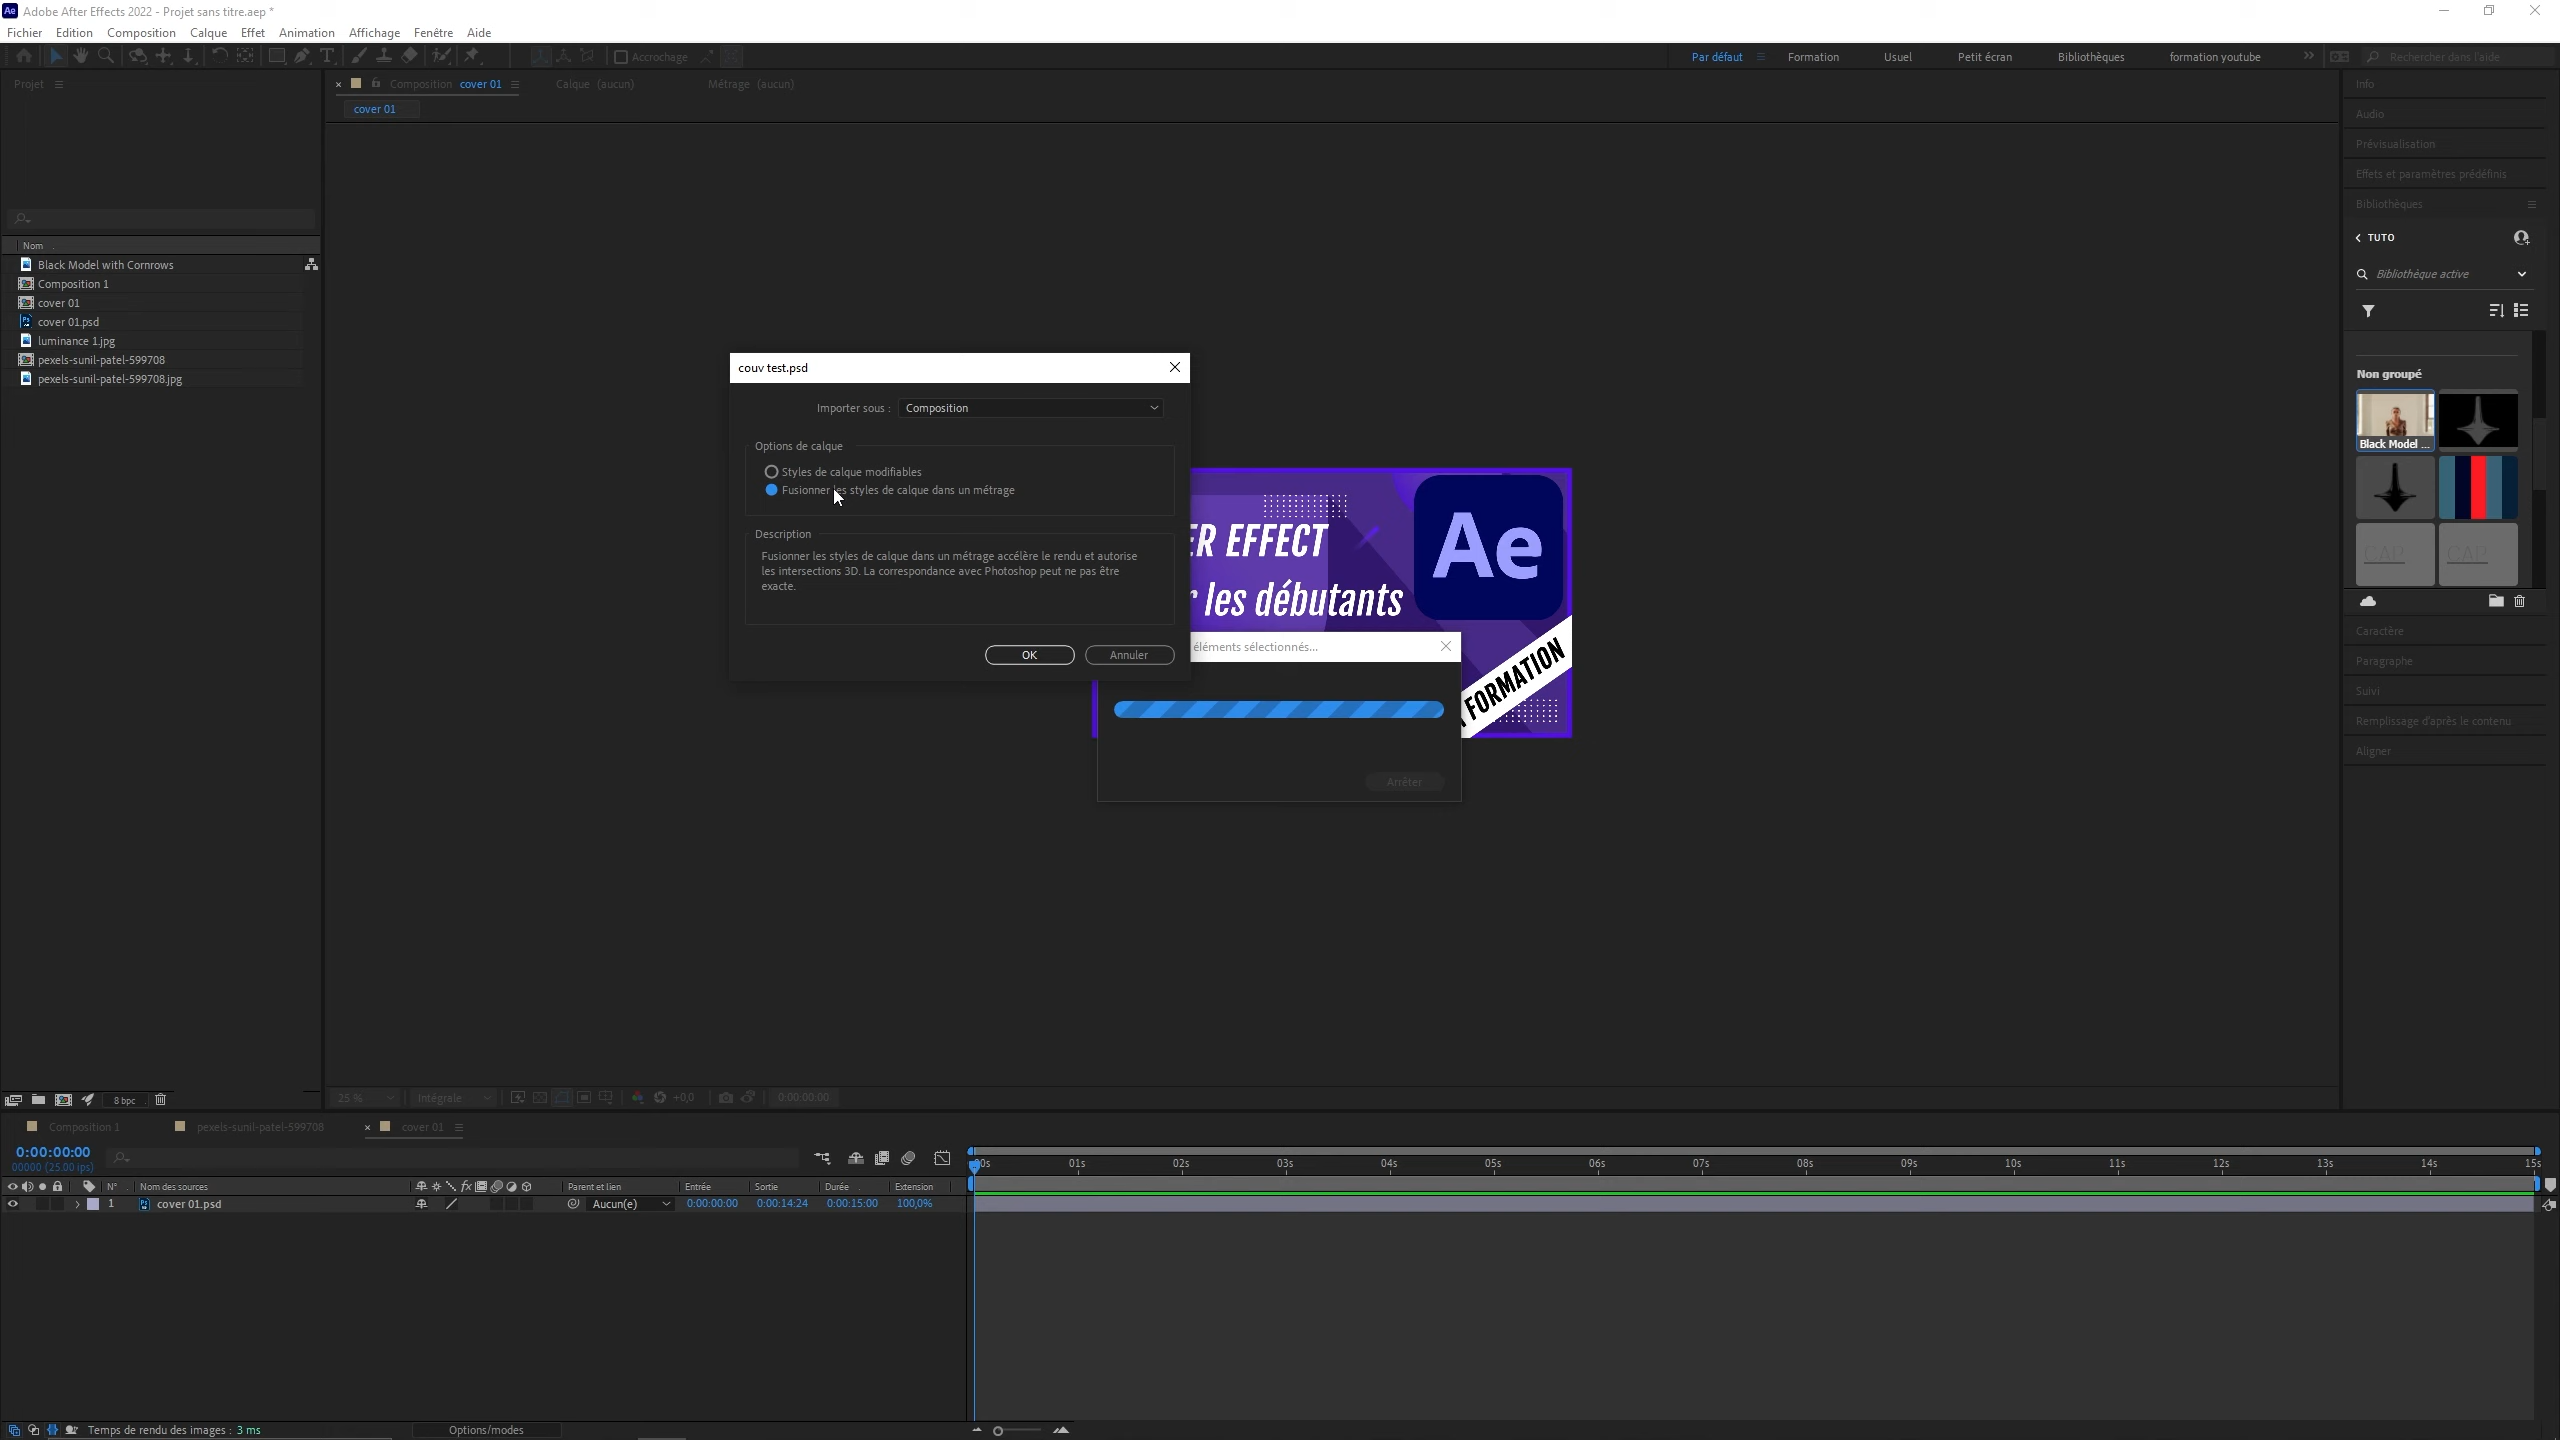 Ae Adobe After Effects 2022 - Projet sans titre.aep *
Fichier Edition Composition Calque Effet Animation Affichage Fenêtre Aide
Accrochage
Par défaut Formation Usuel Petit écran Bibliothèques formation youtube Rechercher dans l'aide
Projet
Composition cover 01 Calque (aucun) Métrage (aucun)
cover 01
Nom
Black Model with Cornrows
Composition 1
cover 01
cover 01.psd
luminance 1.jpg
pexels-sunil-patel-599708
pexels-sunil-patel-599708.jpg
couv test.psd
Importer sous : Composition
Options de calque
Styles de calque modifiables
Fusionner les styles de calque dans un métrage
Description
Fusionner les styles de calque dans un métrage accélère le rendu et autorise
les intersections 3D. La correspondance avec Photoshop peut ne pas être
exacte.
OK Annuler
ER EFFECT
les débutants
Ae
FORMATION
éléments sélectionnés...
Arrêter
Info
Audio
Prévisualisation
Effets et paramètres prédéfinis
Bibliothèques
TUTO
Bibliothèque active
Non groupé
Black Model ...
CAP CAP
Caractère
Paragraphe
Suivi
Remplissage d'après le contenu
Aligner
8 bpc
25 % Intégrale +0,0 0:00:00:00
Composition 1 pexels-sunil-patel-599708 cover 01
0:00:00:00
00000 (25.00 ips)
N° Nom des sources Parent et lien Entrée Sortie Durée Extension
1 cover 01.psd Aucun(e) 0:00:00:00 0:00:14:24 0:00:15:00 100,0%
00s 01s 02s 03s 04s 05s 06s 07s 08s 09s 10s 11s 12s 13s 14s 15s
Temps de rendu des images : 3 ms Options/modes